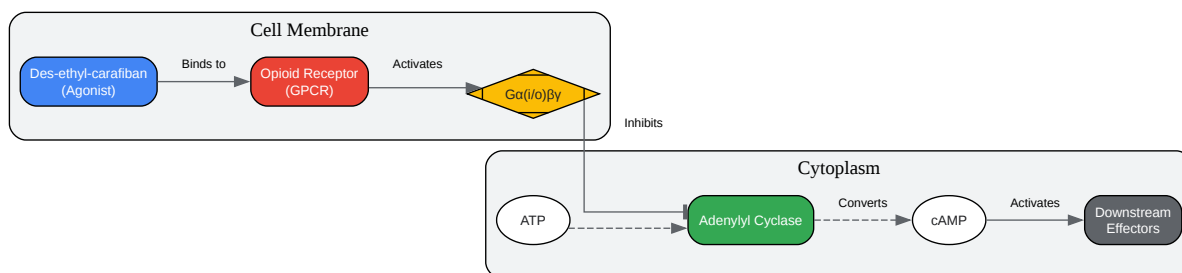 Cell Membrane
Des-ethyl-carafiban
(Agonist)
Binds to
Opioid Receptor
(GPCR)
Activates
Gα(i/o)βγ
Inhibits
Cytoplasm
ATP
Adenylyl Cyclase
Converts
cAMP
Activates
Downstream
Effectors